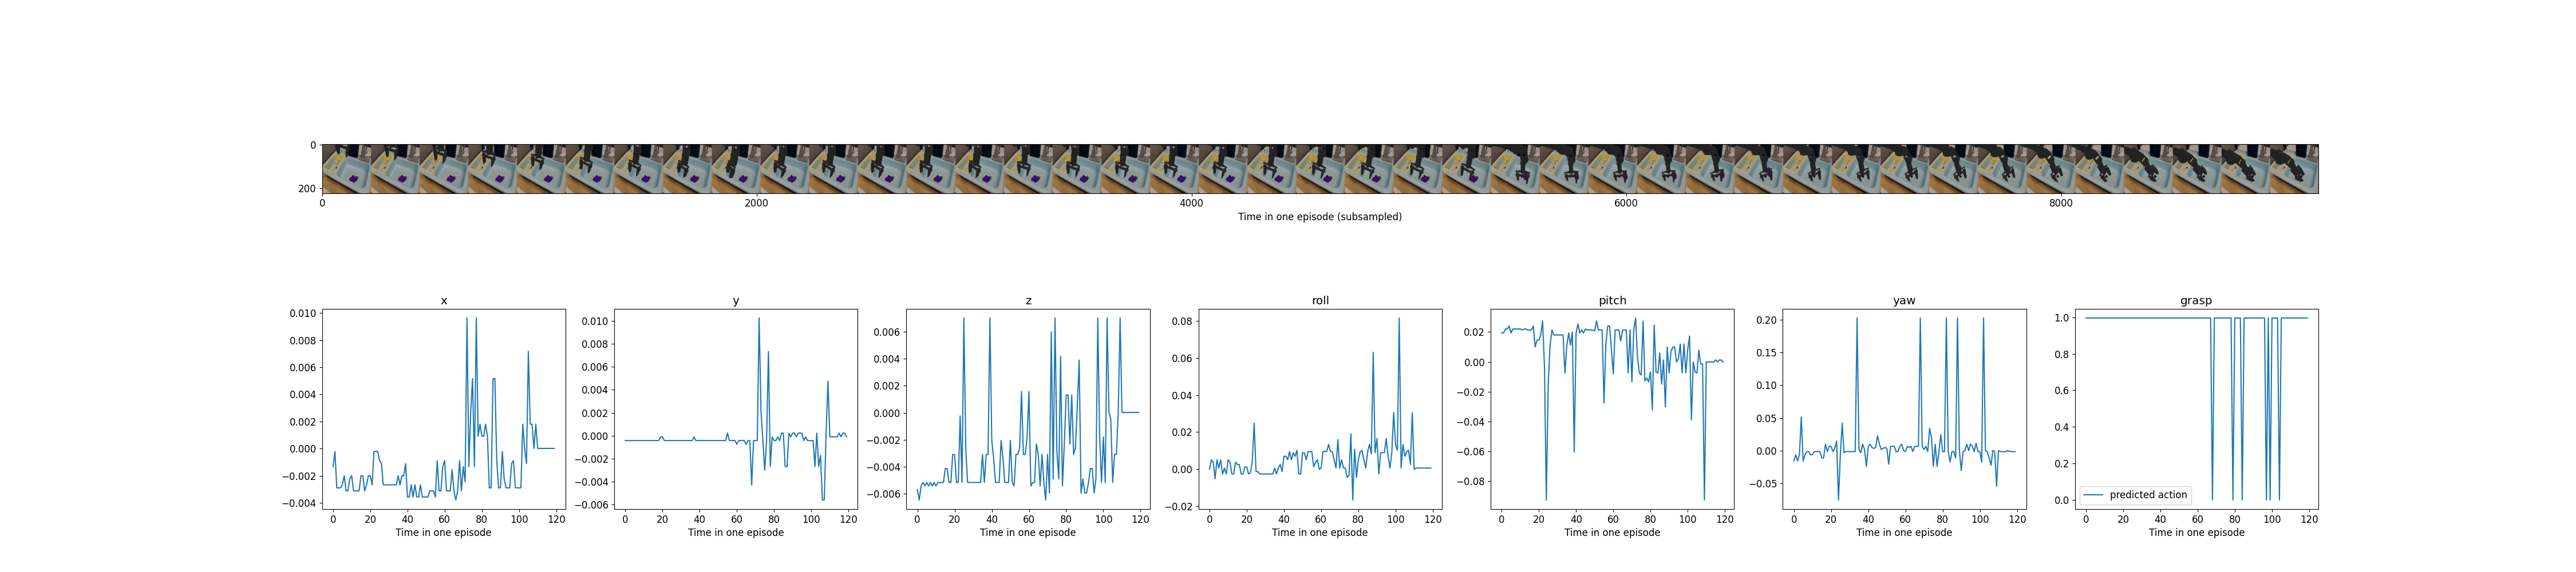 0
200
0 2000 4000 6000 8000
Time in one episode (subsampled)
x
0.010
0.008
0.006
0.004
0.002
0.000
−0.002
−0.004
0 20 40 60 80 100 120
Time in one episode
y
0.010
0.008
0.006
0.004
0.002
0.000
−0.002
−0.004
−0.006
0 20 40 60 80 100 120
Time in one episode
z
0.006
0.004
0.002
0.000
−0.002
−0.004
−0.006
0 20 40 60 80 100 120
Time in one episode
roll
0.08
0.06
0.04
0.02
0.00
−0.02
0 20 40 60 80 100 120
Time in one episode
pitch
0.02
0.00
−0.02
−0.04
−0.06
−0.08
0 20 40 60 80 100 120
Time in one episode
yaw
0.20
0.15
0.10
0.05
0.00
−0.05
0 20 40 60 80 100 120
Time in one episode
grasp
1.0
0.8
0.6
0.4
0.2
0.0
predicted action
0 20 40 60 80 100 120
Time in one episode